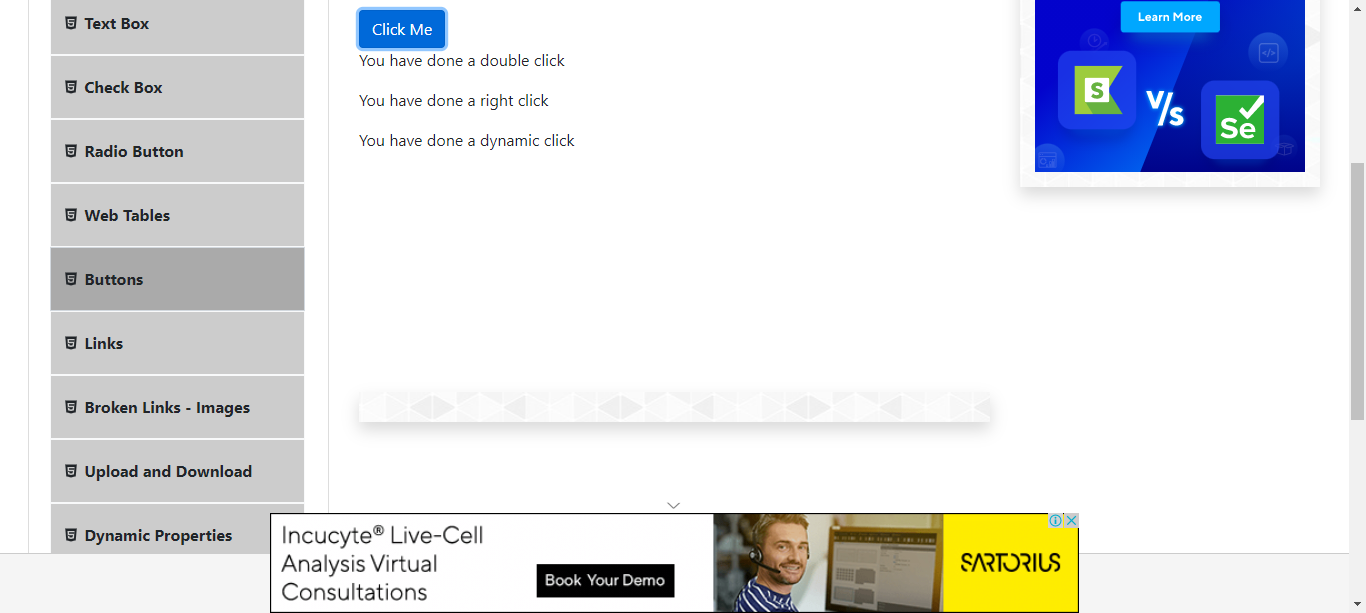 Text Box
Check Box
Radio Button
Web Tables
Buttons
Links
Broken Links - Images
Upload and Download
Dynamic Properties
Click Me
You have done a double click
You have done a right click
You have done a dynamic click
Learn More
S
V/s
Se
Incucyte® Live-Cell
Analysis Virtual
Consultations
Book Your Demo
SARTORIUS